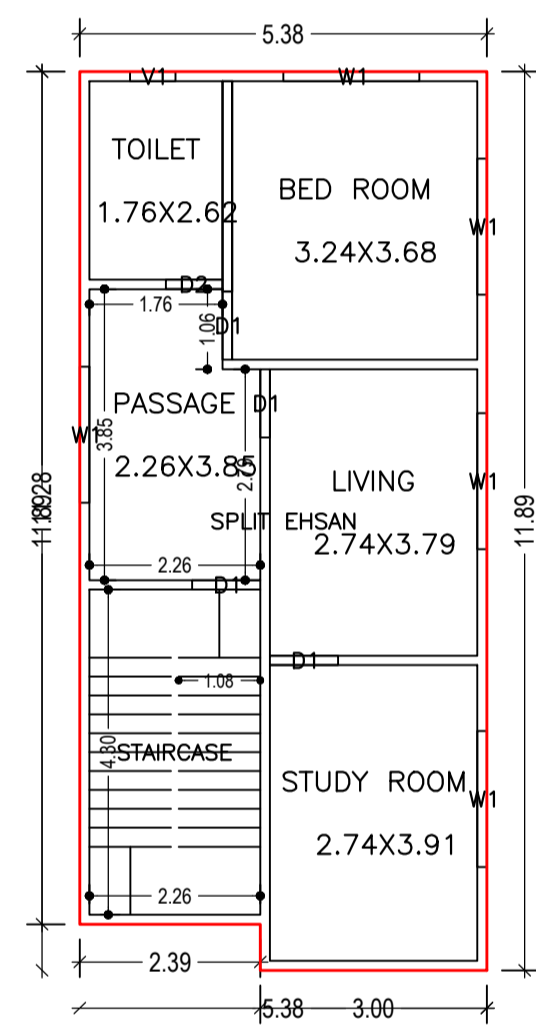 5.38
V1
W1
TOILET
1.76X2.62
BED ROOM
3.24X3.68
W1
D2
1.76
1.06
D1
PASSAGE
2.26X3.85
D1
W1
3.85
2.79
LIVING
2.74X3.79
W1
SPLIT EHSAN
11.89
2.26
D1
D1
1.08
4.30
STAIRCASE
STUDY ROOM
2.74X3.91
W1
2.26
2.39
5.38
3.00